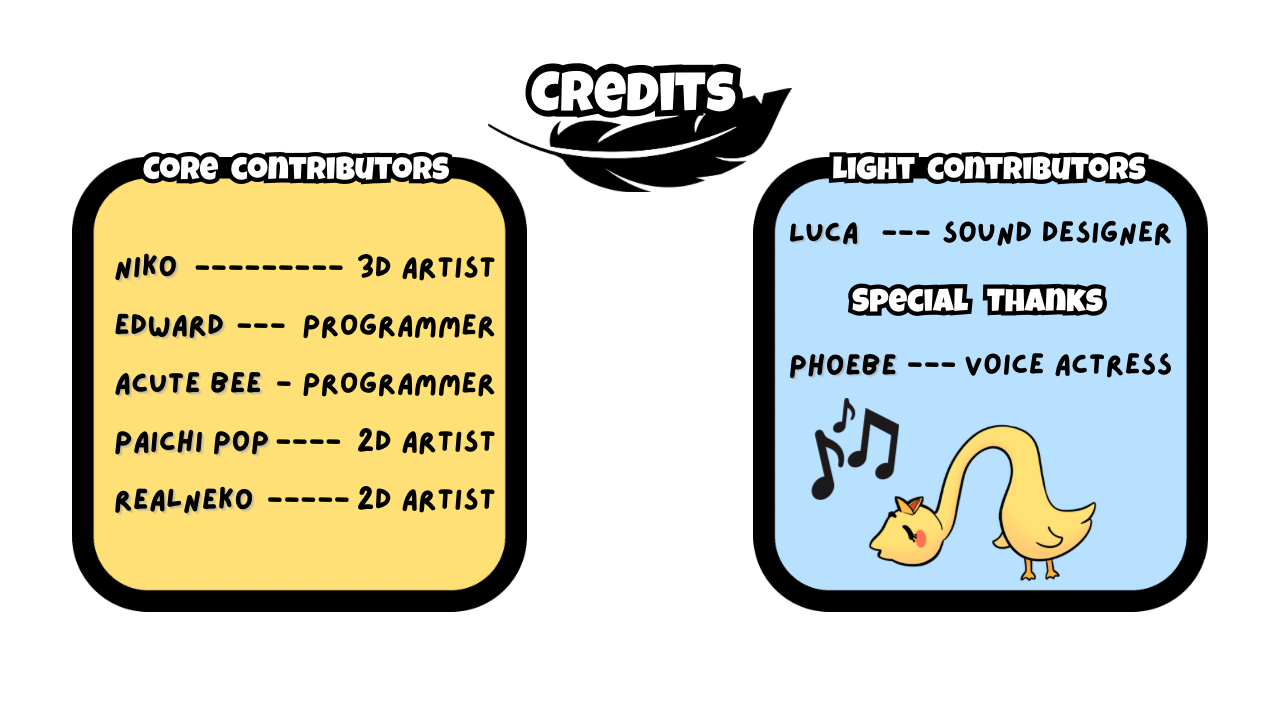 CREDITS
CORE CONTRIBUTORS
NIKO --------- 3D ARTIST
EDWARD --- PROGRAMMER
ACUTE BEE - PROGRAMMER
PAICHI POP ---- 2D ARTIST
REALNEKO ----- 2D ARTIST
LIGHT CONTRIBUTORS
LUCA --- SOUND DESIGNER
SPECIAL THANKS
PHOEBE --- VOICE ACTRESS